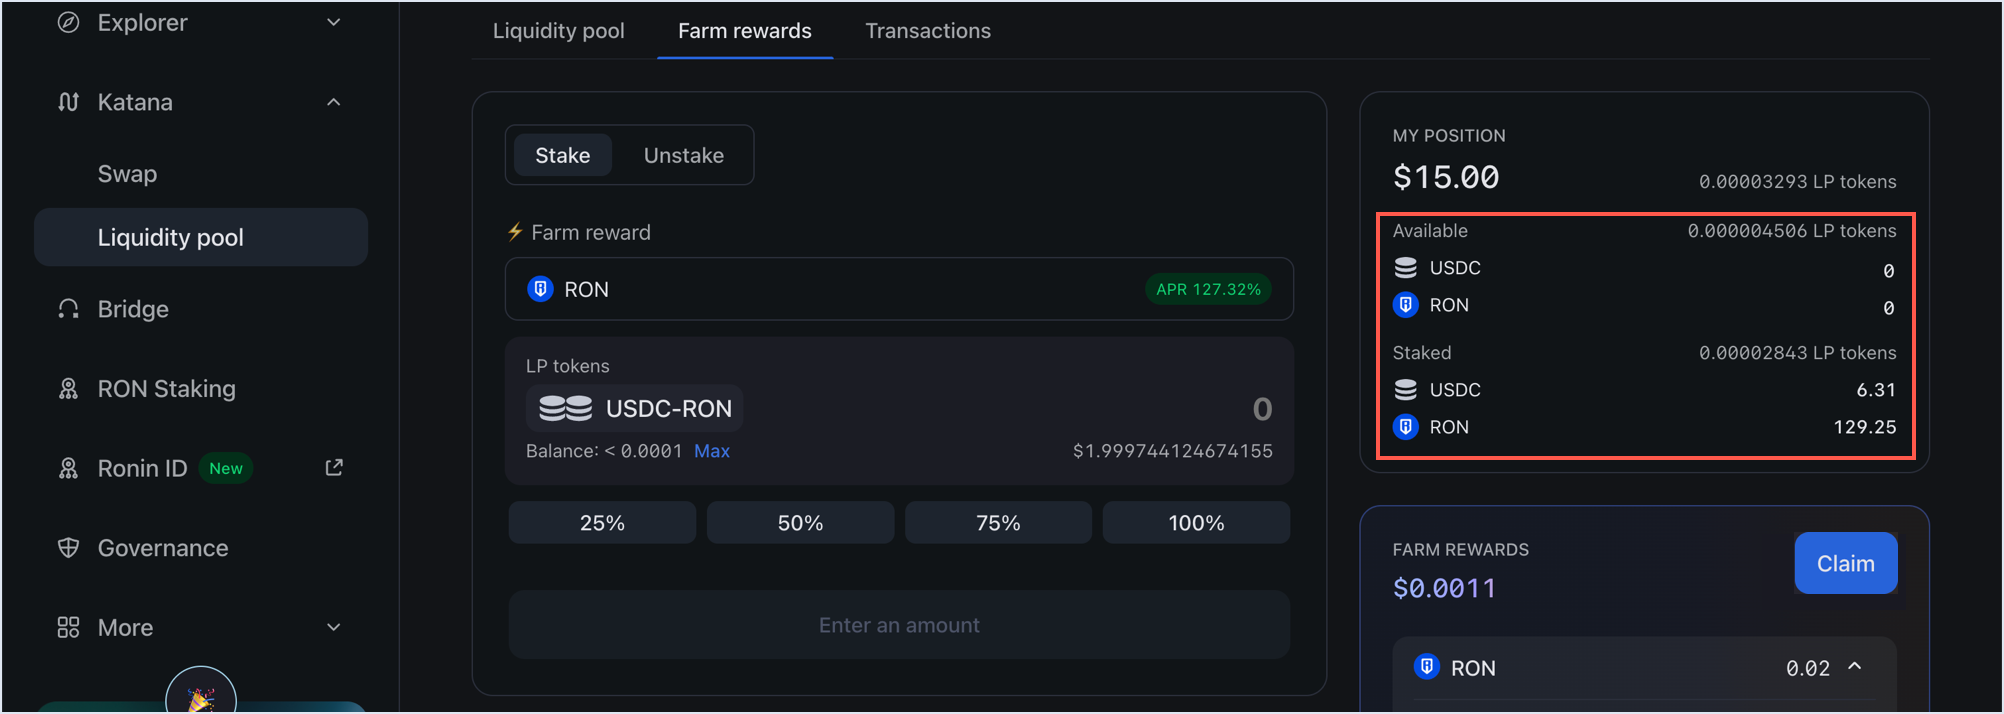 Explorer
Katana
Swap
Liquidity pool
Bridge
RON Staking
Ronin ID New
Governance
More
Liquidity pool Farm rewards Transactions
Stake Unstake
⚡ Farm reward
RON APR 127.32%
LP tokens
USDC-RON 0
Balance: < 0.0001 Max $1.999744124674155
25% 50% 75% 100%
Enter an amount
MY POSITION
$15.00 0.00003293 LP tokens
Available 0.000004506 LP tokens
USDC 0
RON 0
Staked 0.00002843 LP tokens
USDC 6.31
RON 129.25
FARM REWARDS
$0.0011
Claim
RON 0.02